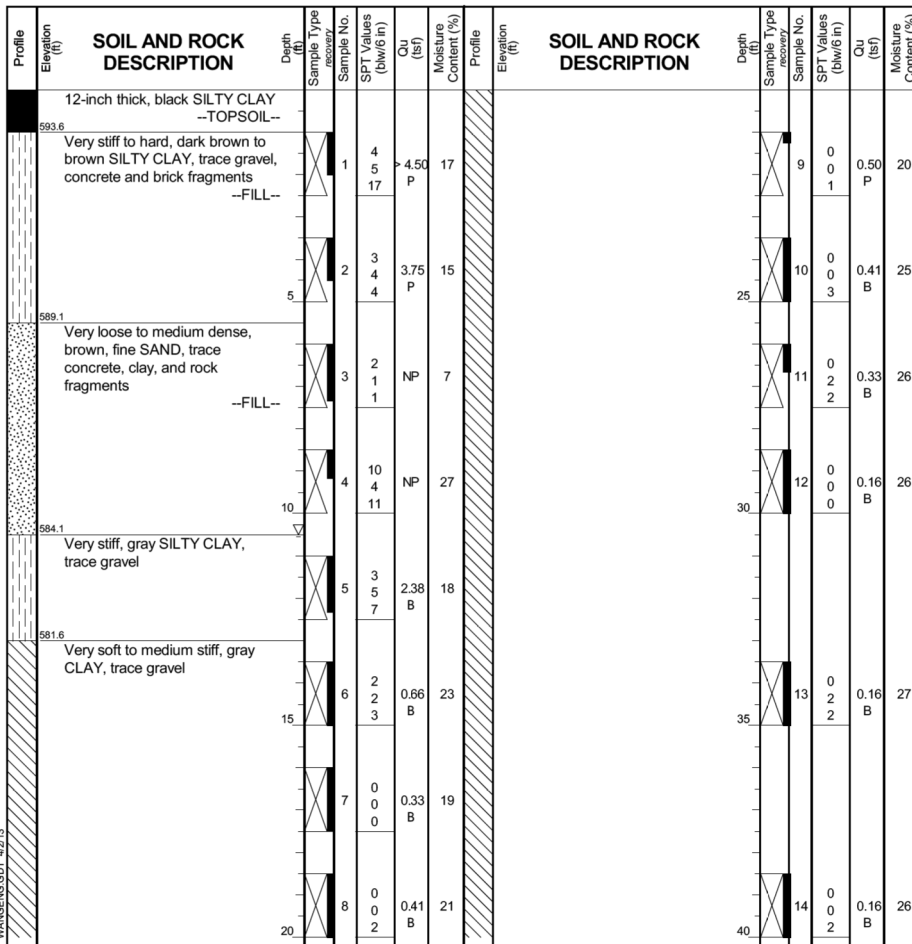 Profile
Elevation (ft)
SOIL AND ROCK DESCRIPTION
Depth (ft)
Sample Type
recovery
Sample No.
SPT Values (blw/6 in)
Qu (tsf)
Moisture Content (%)
Profile
Elevation (ft)
SOIL AND ROCK DESCRIPTION
Depth (ft)
Sample Type
recovery
Sample No.
SPT Values (blw/6 in)
Qu (tsf)
Moisture Content (%)
12-inch thick, black SILTY CLAY
--TOPSOIL--
593.6
Very stiff to hard, dark brown to
brown SILTY CLAY, trace gravel,
concrete and brick fragments
--FILL--
1
4
5
17
> 4.50
P
17
2
3
4
4
3.75
P
15
5
589.1
Very loose to medium dense,
brown, fine SAND, trace
concrete, clay, and rock
fragments
--FILL--
3
2
1
1
NP
7
4
10
4
11
NP
27
10
584.1
Very stiff, gray SILTY CLAY,
trace gravel
5
3
5
7
2.38
B
18
581.6
Very soft to medium stiff, gray
CLAY, trace gravel
6
2
2
3
0.66
B
23
15
7
0
0
0
0.33
B
19
8
0
0
2
0.41
B
21
20
9
0
0
1
0.50
P
20
10
0
0
3
0.41
B
25
25
11
0
2
2
0.33
B
26
12
0
0
0
0.16
B
26
30
13
0
2
2
0.16
B
27
35
14
0
0
2
0.16
B
26
40